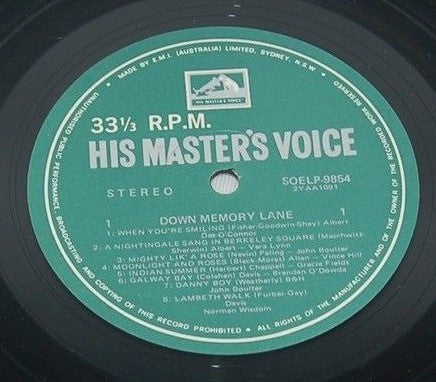 MADE BY E.M.I. (AUSTRALIA) LIMITED, SYDNEY, N.S.W.
HIS MASTER'S VOICE
33⅓ R.P.M.
HIS MASTER'S VOICE
STEREO
SOELP-9854
2YAA1091
1 DOWN MEMORY LANE 1
1. WHEN YOU'RE SMILING (Fisher-Goodwin-Shay) Albert
Des O'Connor
2. A NIGHTINGALE SANG IN BERKELEY SQUARE (Maschwitz
Sherwin) Albert - Vera Lynn
3. MIGHTY LIK A ROSE (Nevin) Paling - John Boulter
4. MOONLIGHT AND ROSES (Black-Moret) Allan - Vince Hill
5. INDIAN SUMMER (Herbert) Chappell - Gracie Fields
6. GALWAY BAY (Colahan) Davis - Brendan O'Dowda
7. DANNY BOY (Weatherly) B&H
John Boulter
8. LAMBETH WALK (Furber-Gay)
Davis
Norman Wisdom
UNAUTHORISED PUBLIC PERFORMANCE, BROADCASTING AND COPYING OF THIS RECORD PROHIBITED - ALL RIGHTS OF THE MANUFACTURER AND OF THE OWNER OF THE RECORDED WORK RESERVED